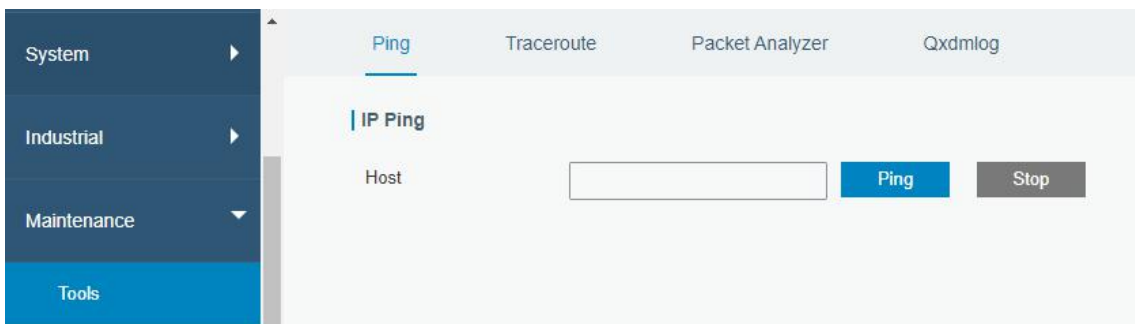 System
Industrial
Maintenance
Tools
Ping Traceroute Packet Analyzer Qxdmlog
IP Ping
Host Ping Stop